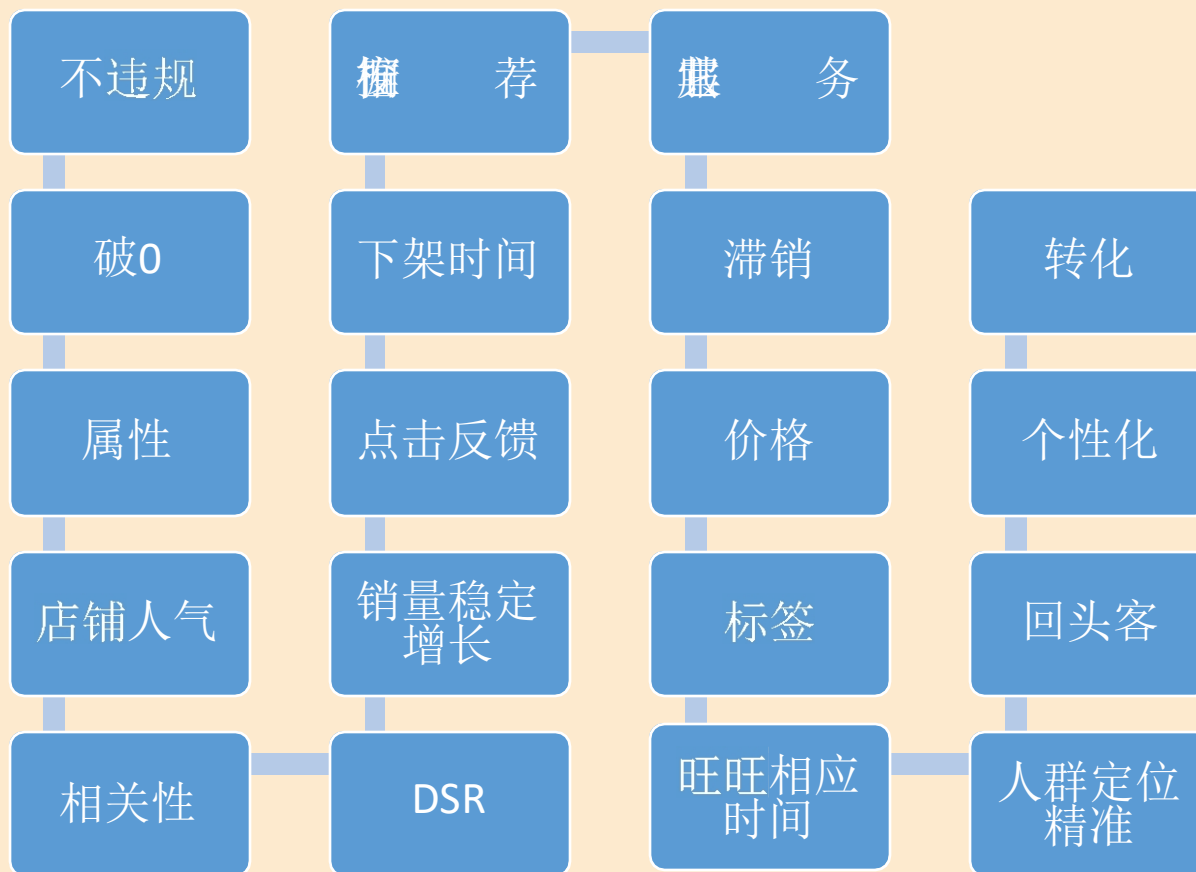 不违规
破0
属性
店铺人气
相关性
DSR
销量稳定
增长
点击反馈
下架时间
荐
务
滞销
价格
标签
旺旺相应
时间
人群定位
精准
回头客
个性化
转化